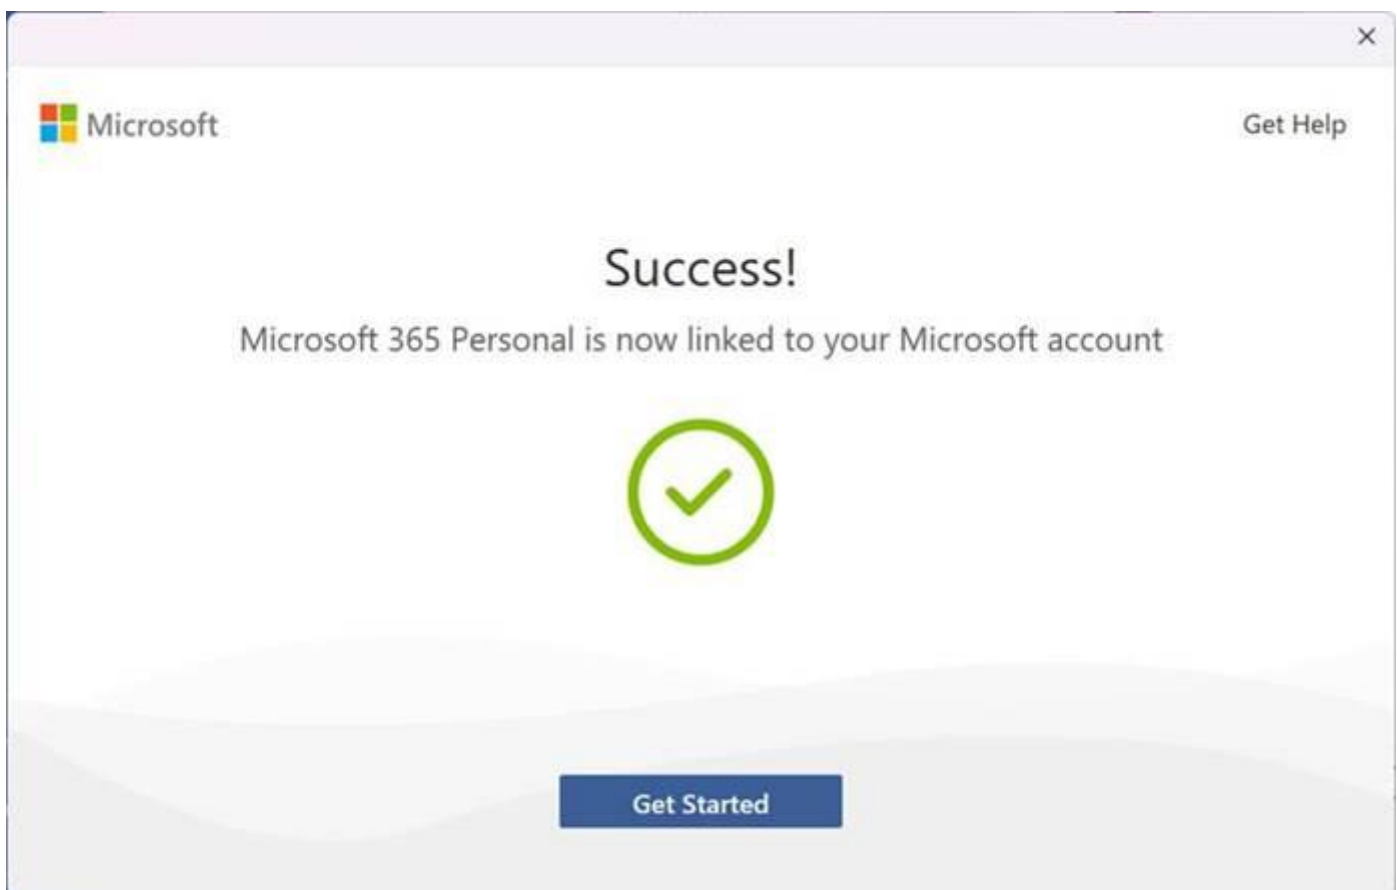 Microsoft
Get Help
Success!
Microsoft 365 Personal is now linked to your Microsoft account
Get Started